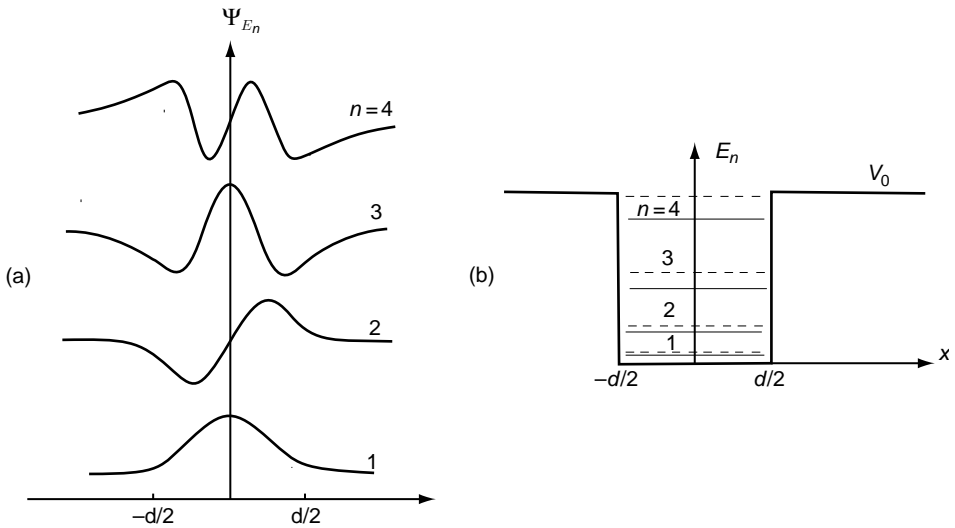 Ψ_{E_n}
n=4
3
(a)
2
1
−d/2 d/2
E_n
V_0
n=4
3
(b)
2
1
x
−d/2 d/2